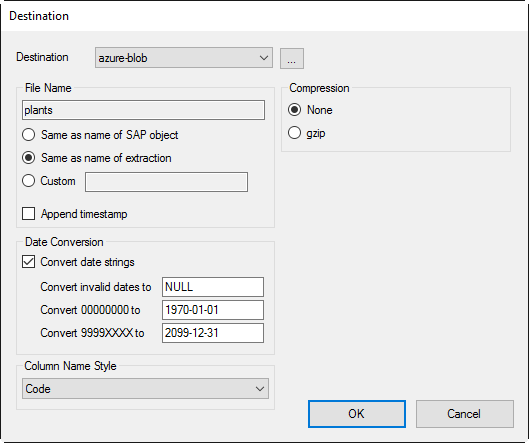 Destination
Destination azure-blob ...
File Name
plants
Same as name of SAP object
Same as name of extraction
Custom
Append timestamp
Compression
None
gzip
Date Conversion
Convert date strings
Convert invalid dates to NULL
Convert 00000000 to 1970-01-01
Convert 9999XXXX to 2099-12-31
Column Name Style
Code
OK Cancel